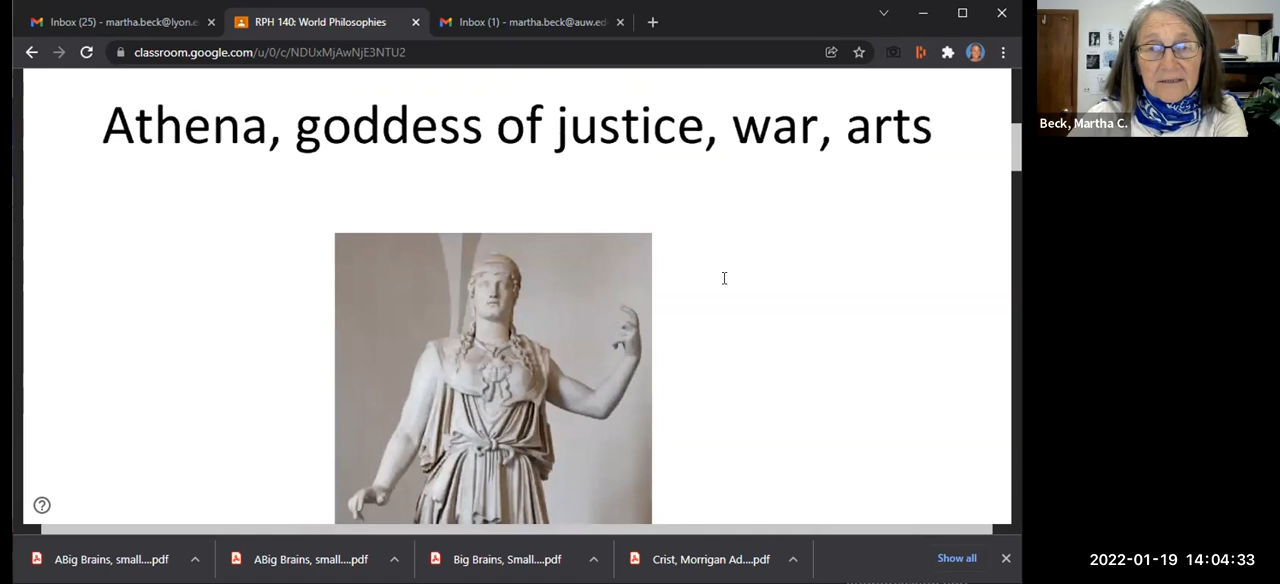 Inbox (25) - martha.beck@lyon.e
RPH 140: World Philosophies
Inbox (1) - martha.beck@auw.ed
classroom.google.com/u/0/c/NDUxMjAwNjE3NTU2
Athena, goddess of justice, war, arts
Beck, Martha C.
ABig Brains, small....pdf
ABig Brains, small....pdf
Big Brains, Small....pdf
Crist, Morrigan Ad....pdf
Show all
2022-01-19 14:04:33